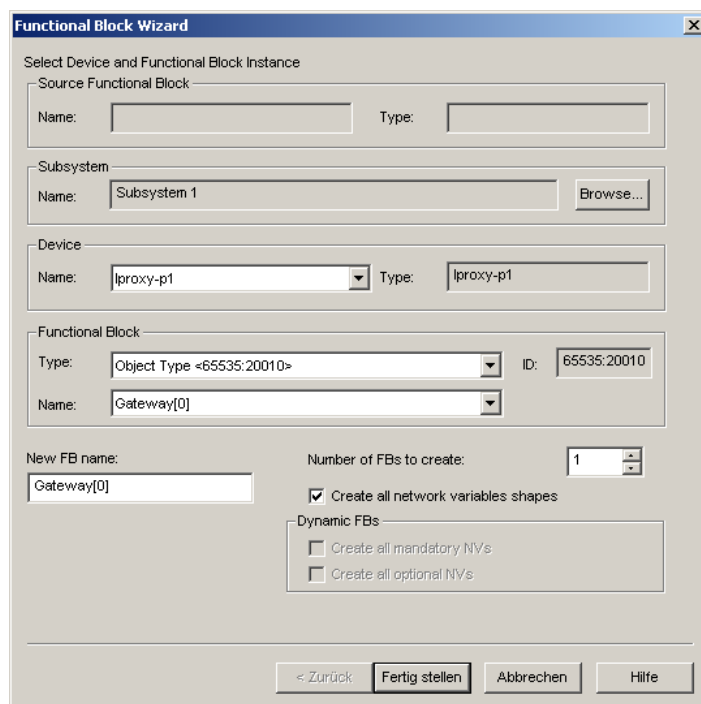 Functional Block Wizard
Select Device and Functional Block Instance
Source Functional Block
Name: Type:
Subsystem
Name: Subsystem 1 Browse...
Device
Name: lproxy-p1 Type: lproxy-p1
Functional Block
Type: Object Type <65535:20010> ID: 65535:20010
Name: Gateway[0]
New FB name: Number of FBs to create: 1
Gateway[0]
Create all network variables shapes
Dynamic FBs
Create all mandatory NVs
Create all optional NVs
< Zurück Fertig stellen Abbrechen Hilfe